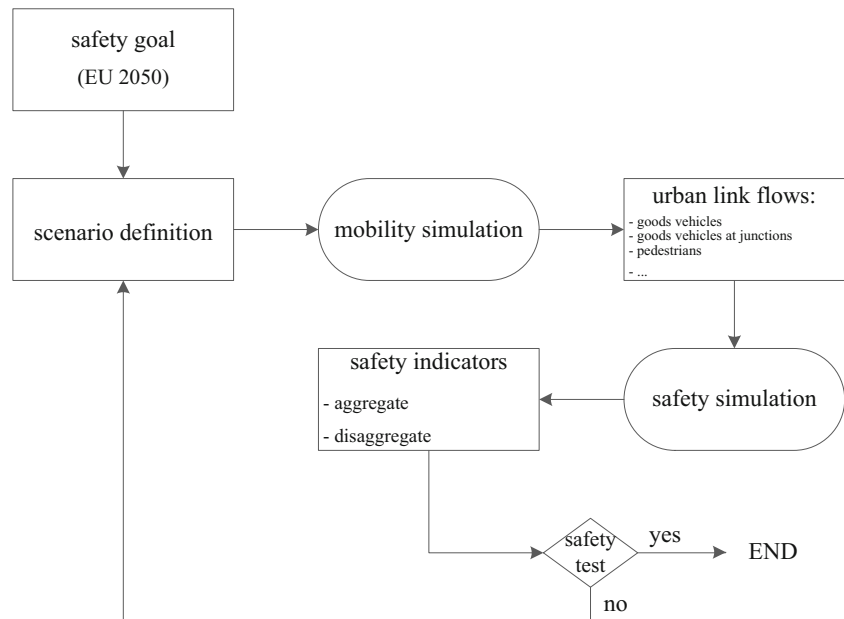 safety goal
(EU 2050)
scenario definition
mobility simulation
urban link flows:
- goods vehicles
- goods vehicles at junctions
- pedestrians
- ...
safety indicators
- aggregate
- disaggregate
safety simulation
safety
test
yes
END
no